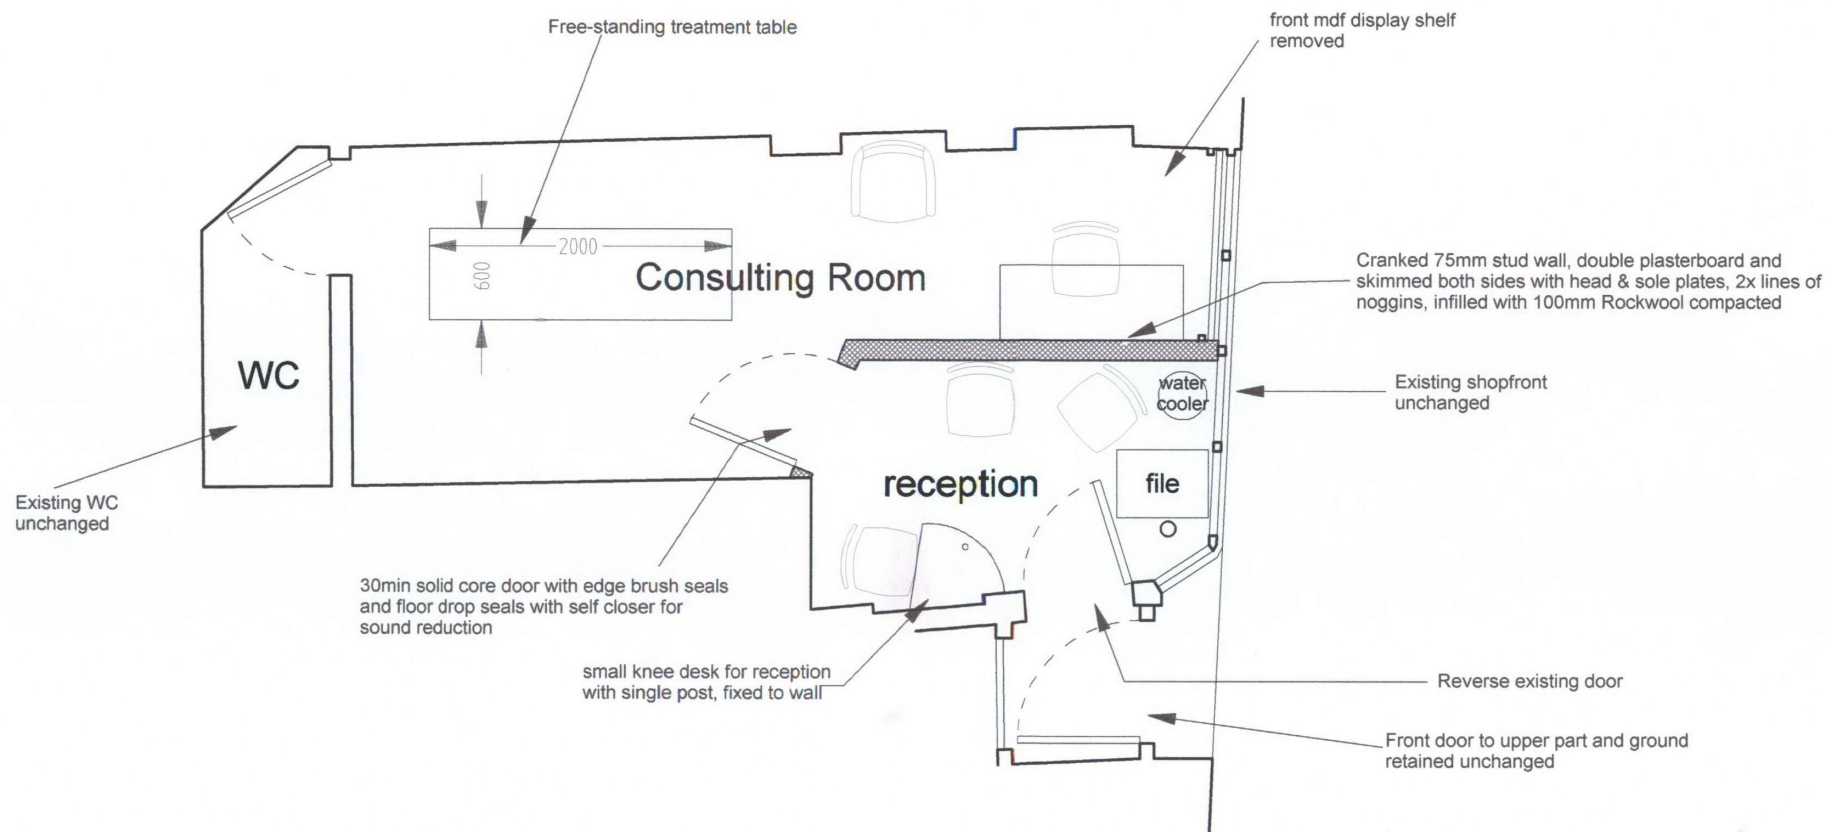 Free-standing treatment table
front mdf display shelf
removed
2000
600
Consulting Room
Cranked 75mm stud wall, double plasterboard and
skimmed both sides with head & sole plates, 2x lines of
noggins, infilled with 100mm Rockwool compacted
WC
water
cooler
Existing shopfront
unchanged
reception
file
Existing WC
unchanged
30min solid core door with edge brush seals
and floor drop seals with self closer for
sound reduction
small knee desk for reception
with single post, fixed to wall
Reverse existing door
Front door to upper part and ground
retained unchanged